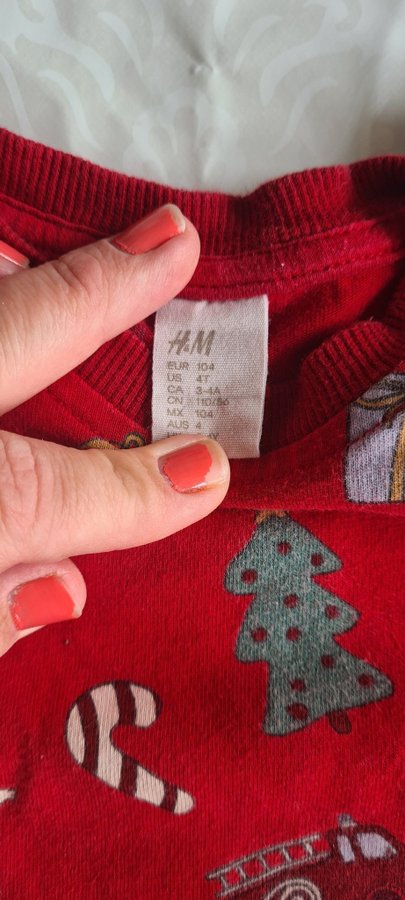 H&M
EUR 104
US 4T
CA 3-4A
CN 110/56
MX 104
AUS 4